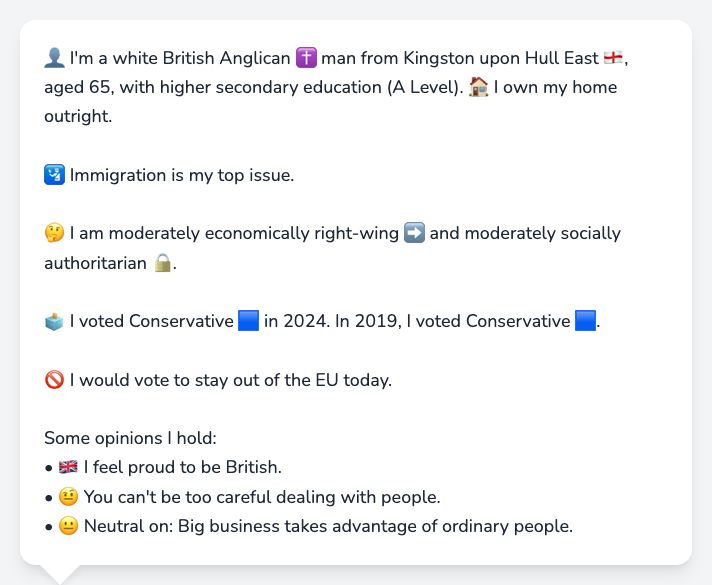 👤 I'm a white British Anglican ✝️ man from Kingston upon Hull East 🏴󠁧󠁢󠁥󠁮󠁧󠁿,
aged 65, with higher secondary education (A Level). 🏠 I own my home
outright.
🛂 Immigration is my top issue.
🤔 I am moderately economically right-wing ➡️ and moderately socially
authoritarian 🔒.
🗳️ I voted Conservative 🟦 in 2024. In 2019, I voted Conservative 🟦.
🚫 I would vote to stay out of the EU today.
Some opinions I hold:
• 🇬🇧 I feel proud to be British.
• 🤨 You can't be too careful dealing with people.
• 😐 Neutral on: Big business takes advantage of ordinary people.